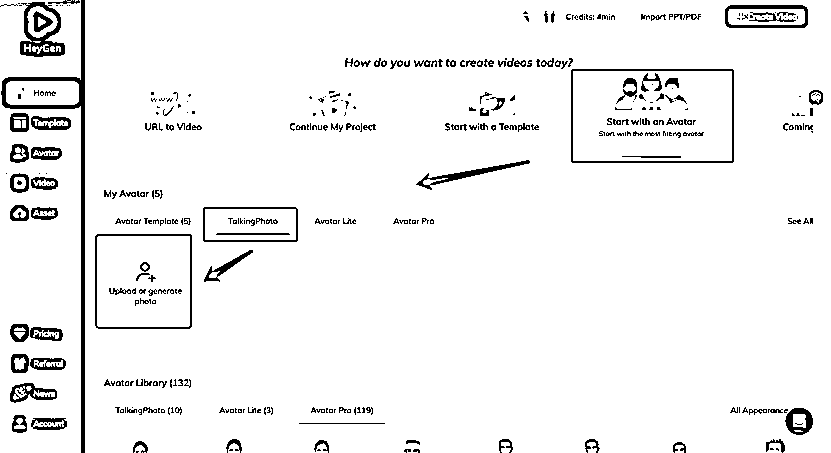 HeyGen
Credits: 4min
Import PPT/PDF
Create Video
Home
Template
Avatar
Video
Asset
Pricing
Referral
News
Account
How do you want to create videos today?
URL to Video
Continue My Project
Start with a Template
Start with an Avatar
Start with the most fitting avatar
Coming
My Avatar (5)
Avatar Template (5)
TalkingPhoto
Avatar Lite
Avatar Pro
See All
Upload or generate
photo
Avatar Library (132)
TalkingPhoto (10)
Avatar Lite (3)
Avatar Pro (119)
All Appearance